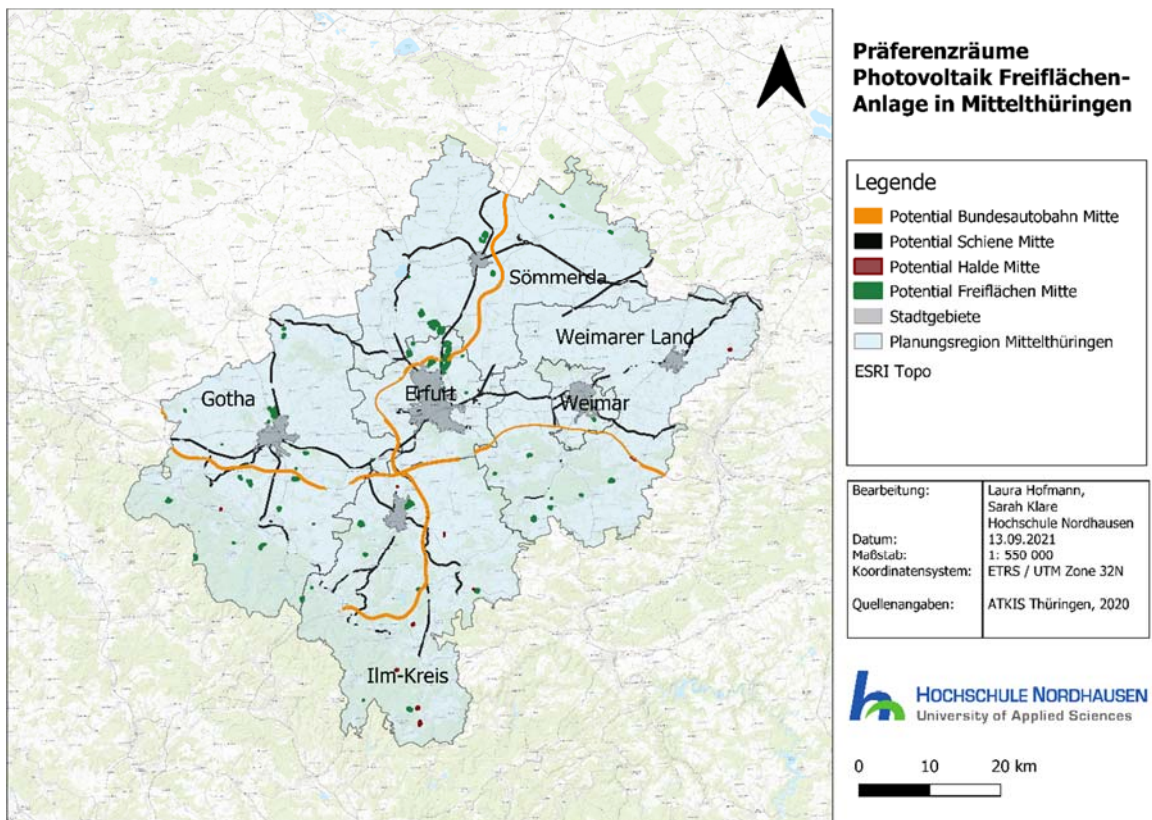 Präferenzräume
Photovoltaik Freiflächen-
Anlage in Mittelthüringen
Legende
Potential Bundesautobahn Mitte
Potential Schiene Mitte
Potential Halde Mitte
Potential Freiflächen Mitte
Stadtgebiete
Planungsregion Mittelthüringen
ESRI Topo
Sömmerda
Weimarer Land
Gotha
Erfurt
Weimar
Ilm-Kreis
Bearbeitung: Laura Hofmann,
Sarah Klare
Hochschule Nordhausen
Datum: 13.09.2021
Maßstab: 1: 550 000
Koordinatensystem: ETRS / UTM Zone 32N
Quellenangaben: ATKIS Thüringen, 2020
HOCHSCHULE NORDHAUSEN
University of Applied Sciences
0 10 20 km